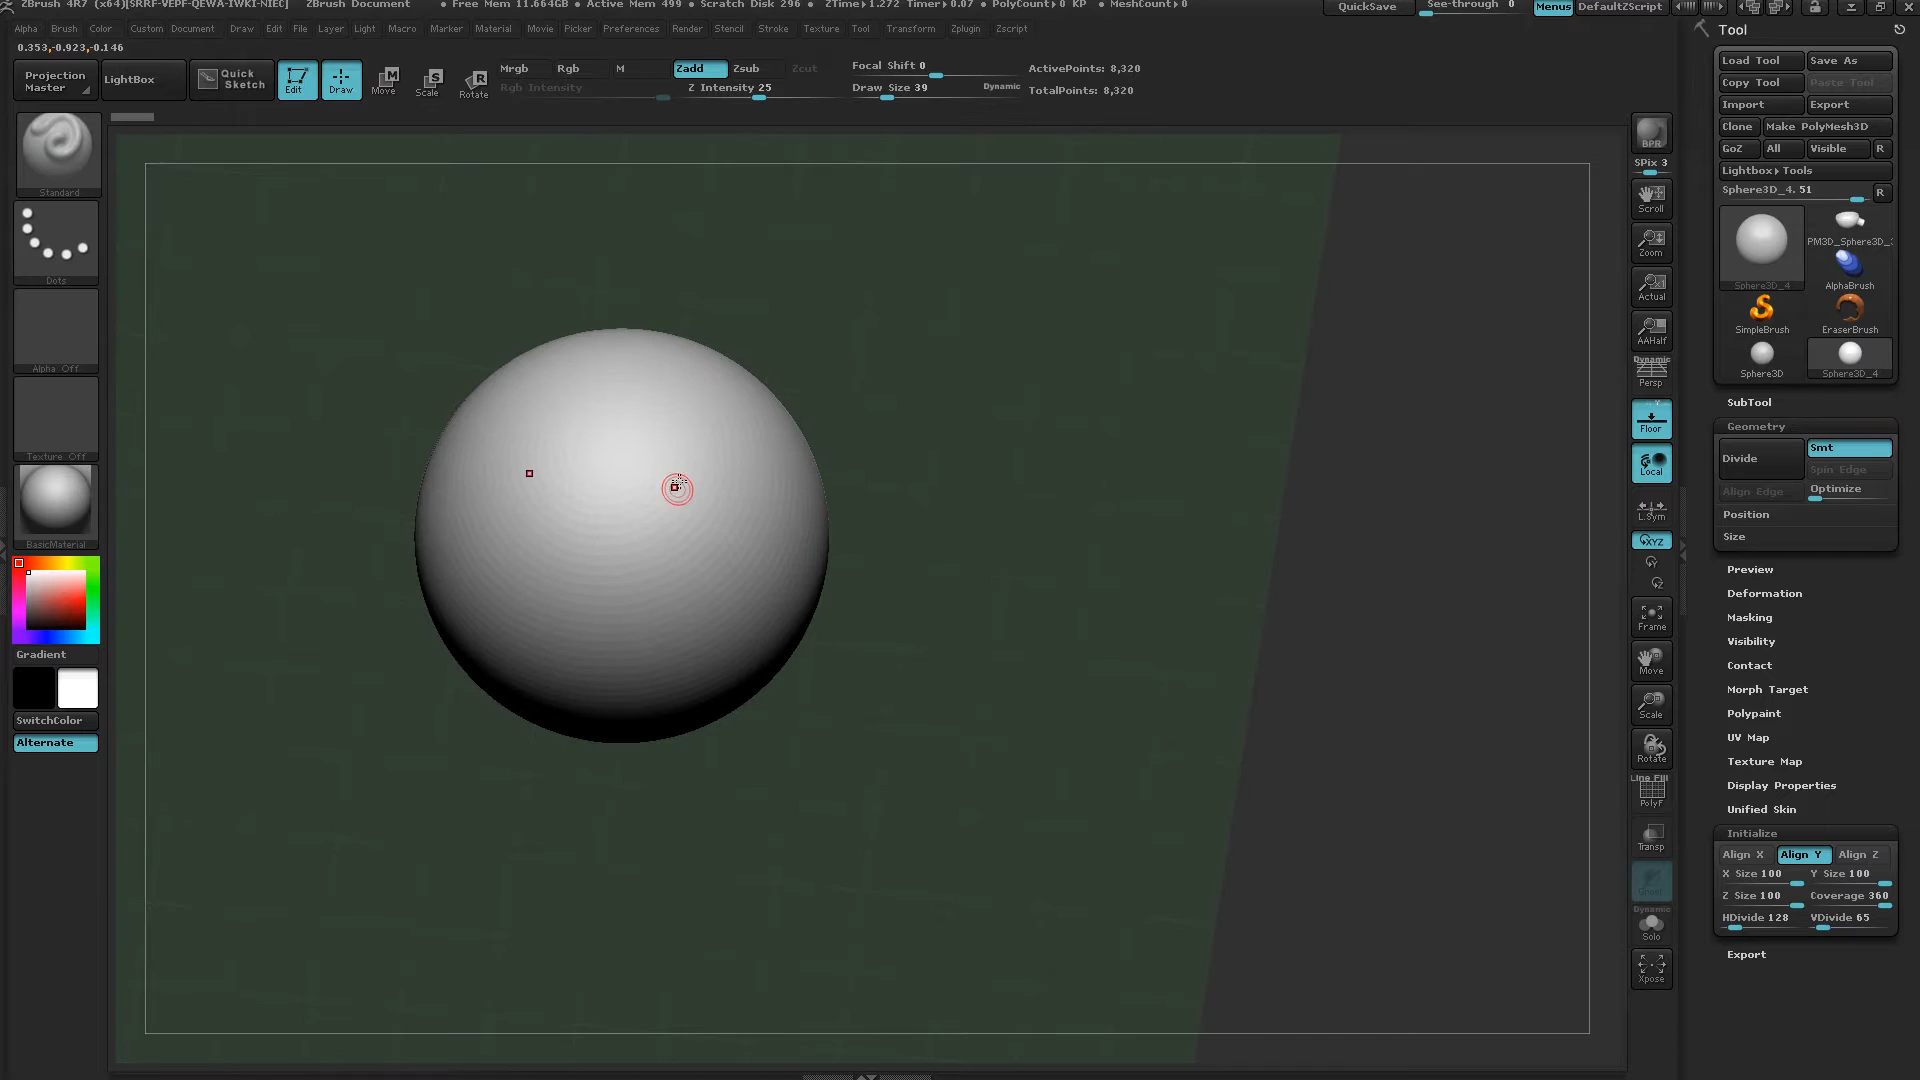 ZBrush 4R7 (x64)[SRRF-VEPF-QEWA-IWKI-NIEC] ZBrush Document • Free Mem 11.664GB • Active Mem 499 • Scratch Disk 296 • ZTime▸1.272 Timer▸0.07 • PolyCount▸0 KP • MeshCount▸0 QuickSave See-through 0 Menus DefaultZScript
Alpha Brush Color Custom Document Draw Edit File Layer Light Macro Marker Material Movie Picker Preferences Render Stencil Stroke Texture Tool Transform Zplugin Zscript
0.353,-0.923,-0.146
Projection Master
LightBox
Quick Sketch
Edit
Draw
Move
Scale
Rotate
Mrgb Rgb M Zadd Zsub Zcut
Rgb Intensity Z Intensity 25
Focal Shift 0
Draw Size 39 Dynamic
ActivePoints: 8,320
TotalPoints: 8,320
Standard
Dots
Alpha Off
Texture Off
BasicMaterial
Gradient
SwitchColor
Alternate
BPR
SPix 3
Scroll
Zoom
Actual
AAHalf
Dynamic
Persp
Floor
Local
L.Sym
XYZ
Y
Z
Frame
Move
Scale
Rotate
Line Fill
PolyF
Transp
Ghost
Dynamic
Solo
Xpose
Tool
Load Tool Save As
Copy Tool Paste Tool
Import Export
Clone Make PolyMesh3D
GoZ All Visible R
Lightbox▸Tools
Sphere3D_4. 51 R
Sphere3D_4
PM3D_Sphere3D_
AlphaBrush
SimpleBrush EraserBrush
Sphere3D Sphere3D_4
SubTool
Geometry
Divide Smt
Spin Edge
Align Edge Optimize
Position
Size
Preview
Deformation
Masking
Visibility
Contact
Morph Target
Polypaint
UV Map
Texture Map
Display Properties
Unified Skin
Initialize
Align X Align Y Align Z
X Size 100 Y Size 100
Z Size 100 Coverage 360
HDivide 128 VDivide 65
Export